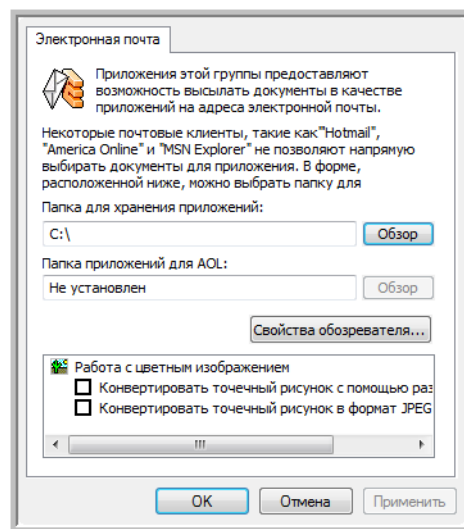 Электронная почта
Приложения этой группы предоставляют
возможность высылать документы в качестве
приложений на адреса электронной почты.
Некоторые почтовые клиенты, такие как"Hotmail",
"America Online" и "MSN Explorer" не позволяют напрямую
выбирать документы для приложения. В форме,
расположенной ниже, можно выбрать папку для
Папка для хранения приложений:
C:\
Обзор
Папка приложений для AOL:
Не установлен
Обзор
Свойства обозревателя...
Работа с цветным изображением
Конвертировать точечный рисунок с помощью раз
Конвертировать точечный рисунок в формат JPEG
OK
Отмена
Применить